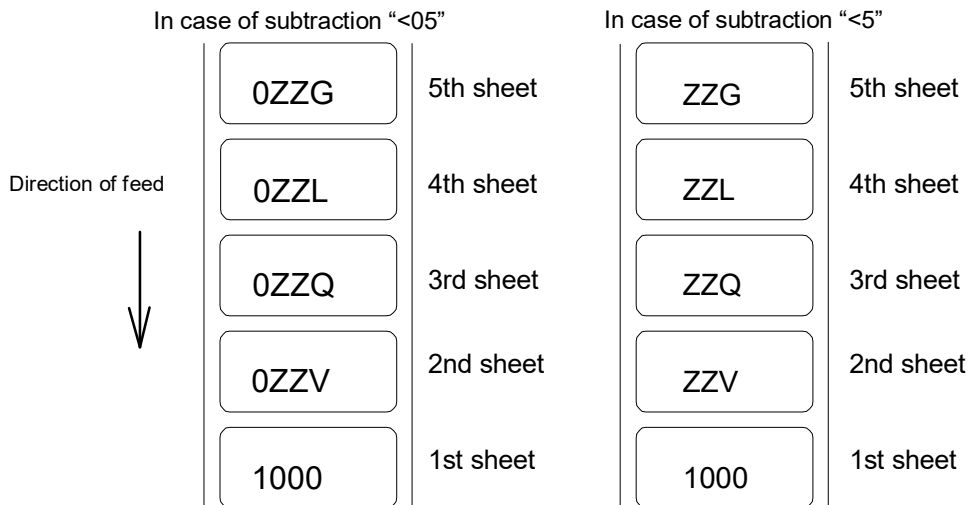 In case of subtraction “<05”
0ZZG
5th sheet
0ZZL
4th sheet
0ZZQ
3rd sheet
0ZZV
2nd sheet
1000
1st sheet
Direction of feed
In case of subtraction “<5”
ZZG
5th sheet
ZZL
4th sheet
ZZQ
3rd sheet
ZZV
2nd sheet
1000
1st sheet